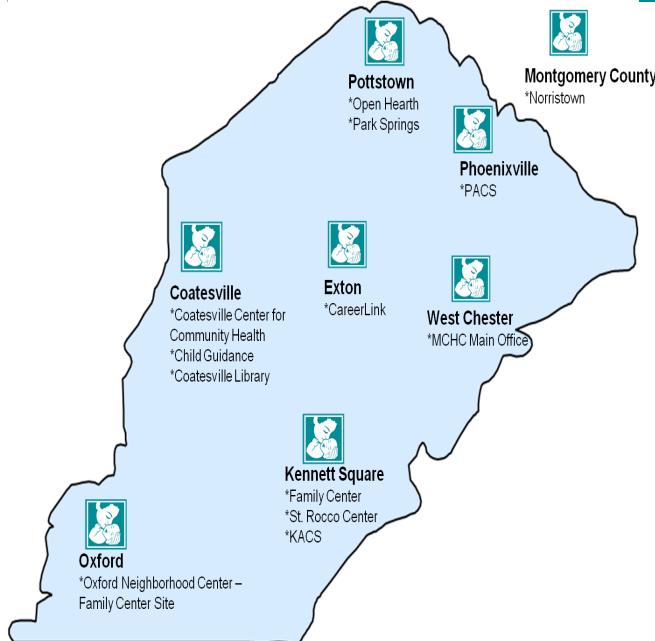 Pottstown
*Open Hearth
*Park Springs
Montgomery County
*Norristown
Phoenixville
*PACS
Coatesville
*Coatesville Center for
Community Health
*Child Guidance
*Coatesville Library
Exton
*CareerLink
West Chester
*MCHC Main Office
Kennett Square
*Family Center
*St. Rocco Center
*KACS
Oxford
*Oxford Neighborhood Center –
Family Center Site